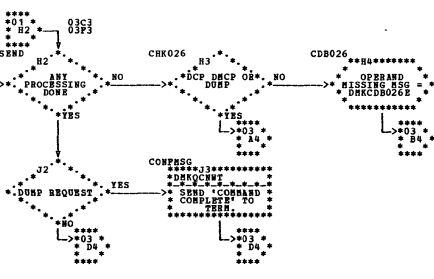 01
H2
03C3
03F3
SEND
CHK026
CDB026
H2
H3
H4
ANY
PROCESSING
DONE
NO
DCP DMCP OR
DUMP
NO
OPERAND
MISSING MSG =
DMKCDB026E
YES
YES
03
A4
03
B4
J2
CONPMSG
J3
DUMP REQUEST
YES
DMKQCNWT
SEND 'COMMAND
COMPLETE' TO
TERM.
NO
03
D4
03
D4